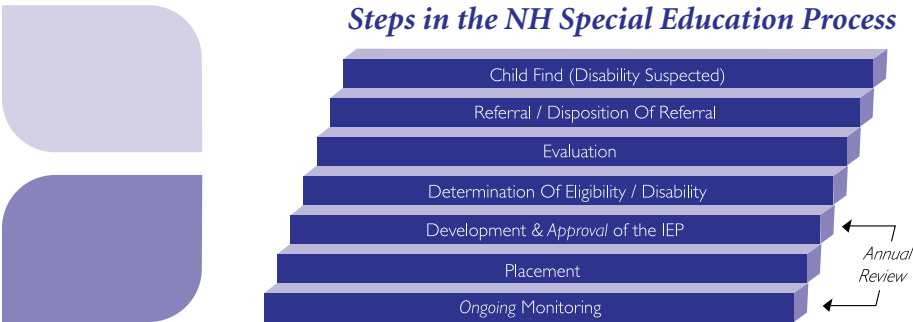 Steps in the NH Special Education Process
Child Find (Disability Suspected)
Referral / Disposition Of Referral
Evaluation
Determination Of Eligibility / Disability
Development & Approval of the IEP
Placement
Ongoing Monitoring
Annual
Review